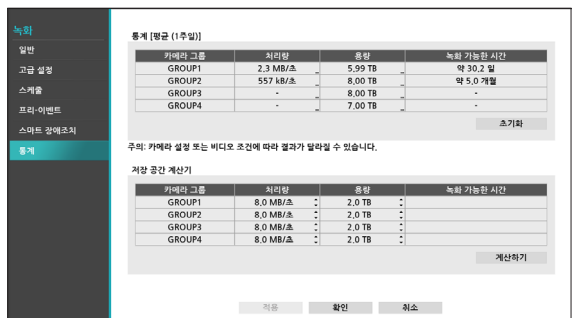 녹화
일반
고급 설정
스케줄
프리-이벤트
스마트 장애조치
통계
통계 [평균 (1주일)]
카메라 그룹 처리량 용량 녹화 가능한 시간
GROUP1 2,3 MB/초 5,99 TB 약 30,2 일
GROUP2 557 kB/초 8,00 TB 약 5,0 개월
GROUP3 - 8,00 TB -
GROUP4 - 7,00 TB -
초기화
주의: 카메라 설정 또는 비디오 조건에 따라 결과가 달라질 수 있습니다.
저장 공간 계산기
카메라 그룹 처리량 용량 녹화 가능한 시간
GROUP1 8,0 MB/초 2,0 TB
GROUP2 8,0 MB/초 2,0 TB
GROUP3 8,0 MB/초 2,0 TB
GROUP4 8,0 MB/초 2,0 TB
계산하기
적용 확인 취소